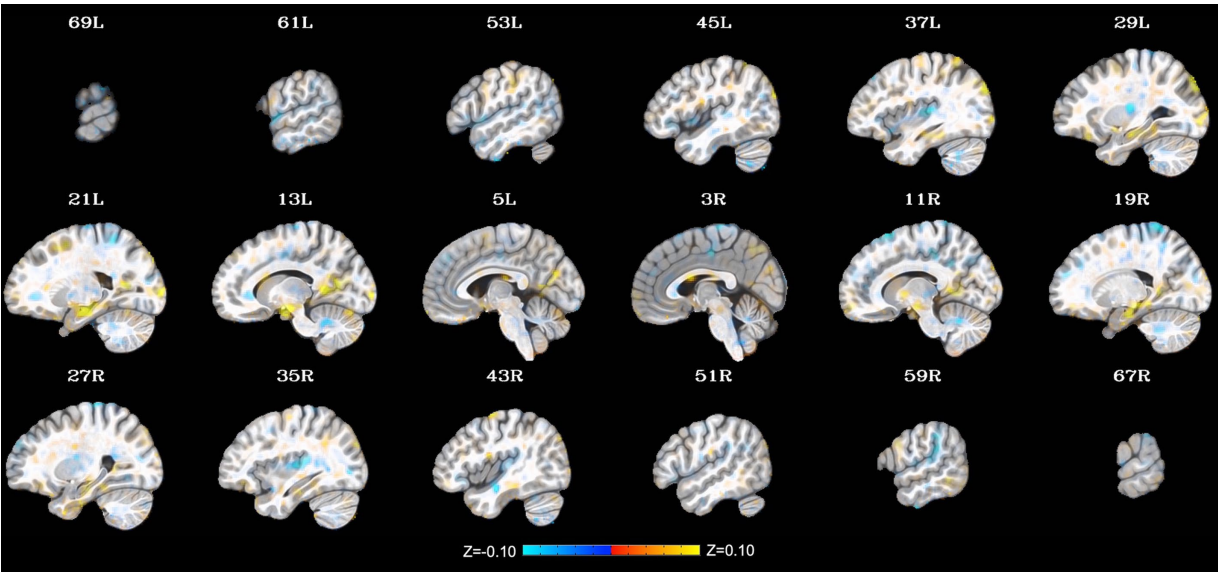 69L 61L 53L 45L 37L 29L
21L 13L 5L 3R 11R 19R
27R 35R 43R 51R 59R 67R
Z=-0.10 Z=0.10